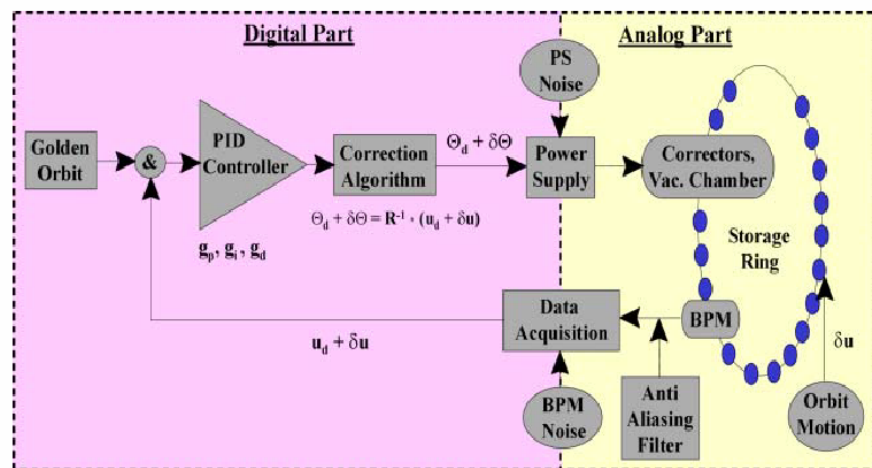 Digital Part
Analog Part
PS
Noise
Golden
Orbit
&
PID
Controller
Correction
Algorithm
Θd + δΘ
Power
Supply
Correctors,
Vac. Chamber
Θd + δΘ = R⁻¹ · (ud + δu)
gp, gi, gd
Storage
Ring
Data
Acquisition
BPM
ud + δu
δu
BPM
Noise
Anti
Aliasing
Filter
Orbit
Motion